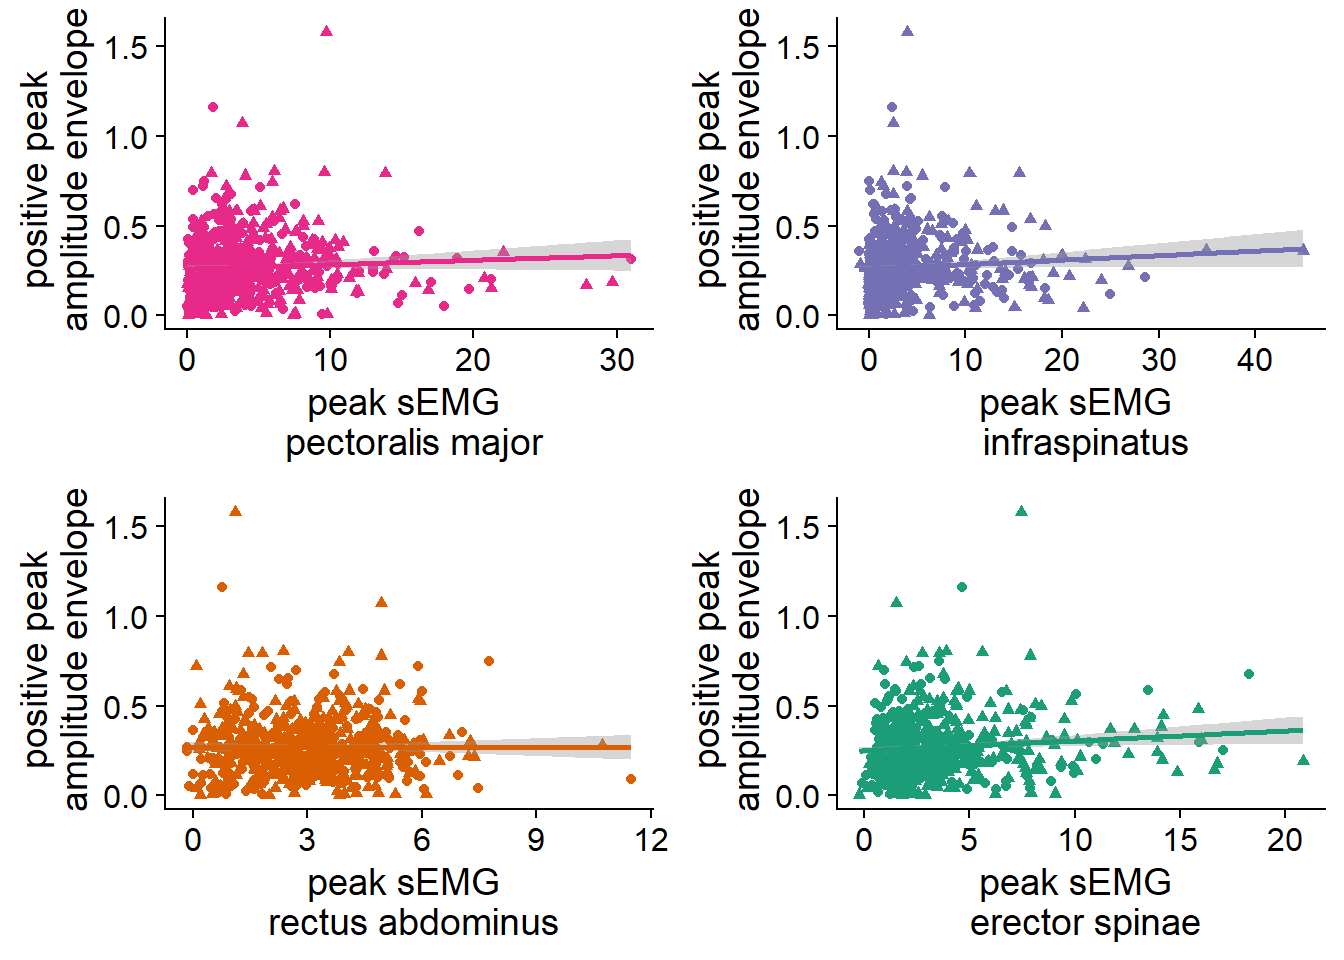 positive peak
amplitude envelope
1.5
1.0
0.5
0.0
0 10 20 30
peak sEMG
pectoralis major
positive peak
amplitude envelope
1.5
1.0
0.5
0.0
0 10 20 30 40
peak sEMG
infraspinatus
positive peak
amplitude envelope
1.5
1.0
0.5
0.0
0 3 6 9 12
peak sEMG
rectus abdominus
positive peak
amplitude envelope
1.5
1.0
0.5
0.0
0 5 10 15 20
peak sEMG
erector spinae